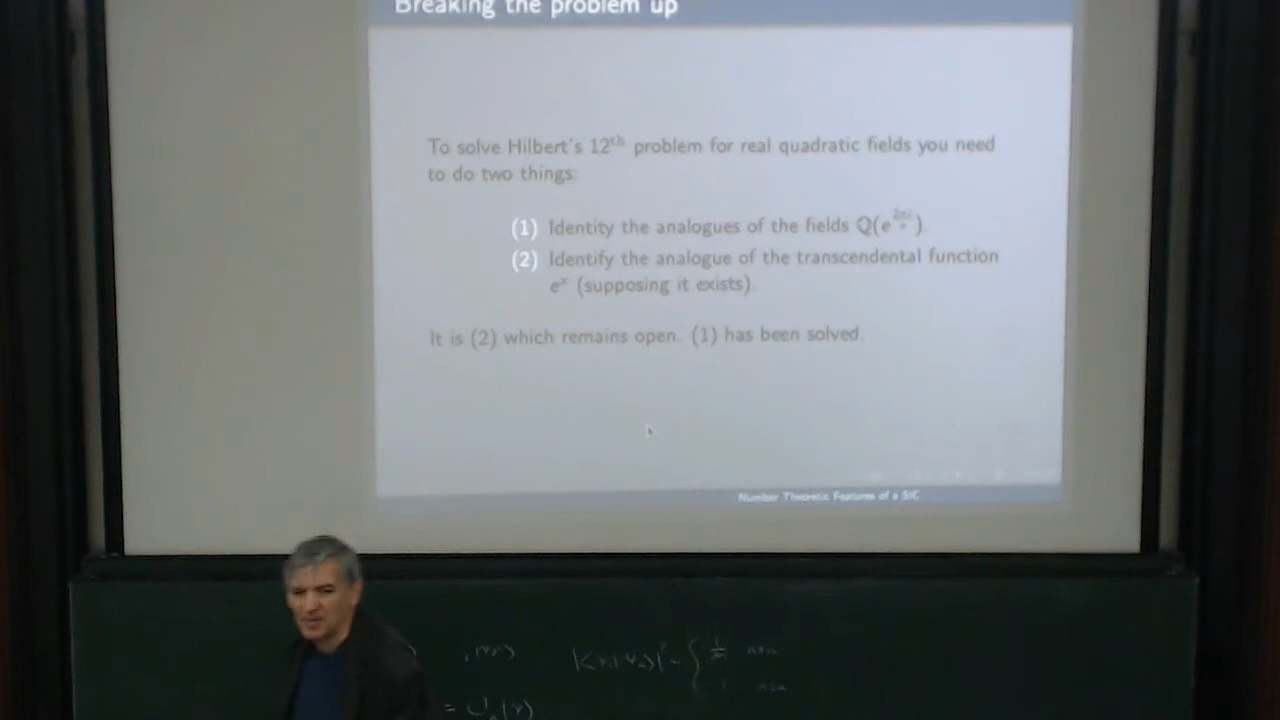 Breaking the problem up
To solve Hilbert's 12th problem for real quadratic fields you need
to do two things:
(1) Identity the analogues of the fields Q(e^{2πi/n}).
(2) Identify the analogue of the transcendental function
e^x (supposing it exists)
It is (2) which remains open. (1) has been solved.
Number Theoretic Features of a SIC